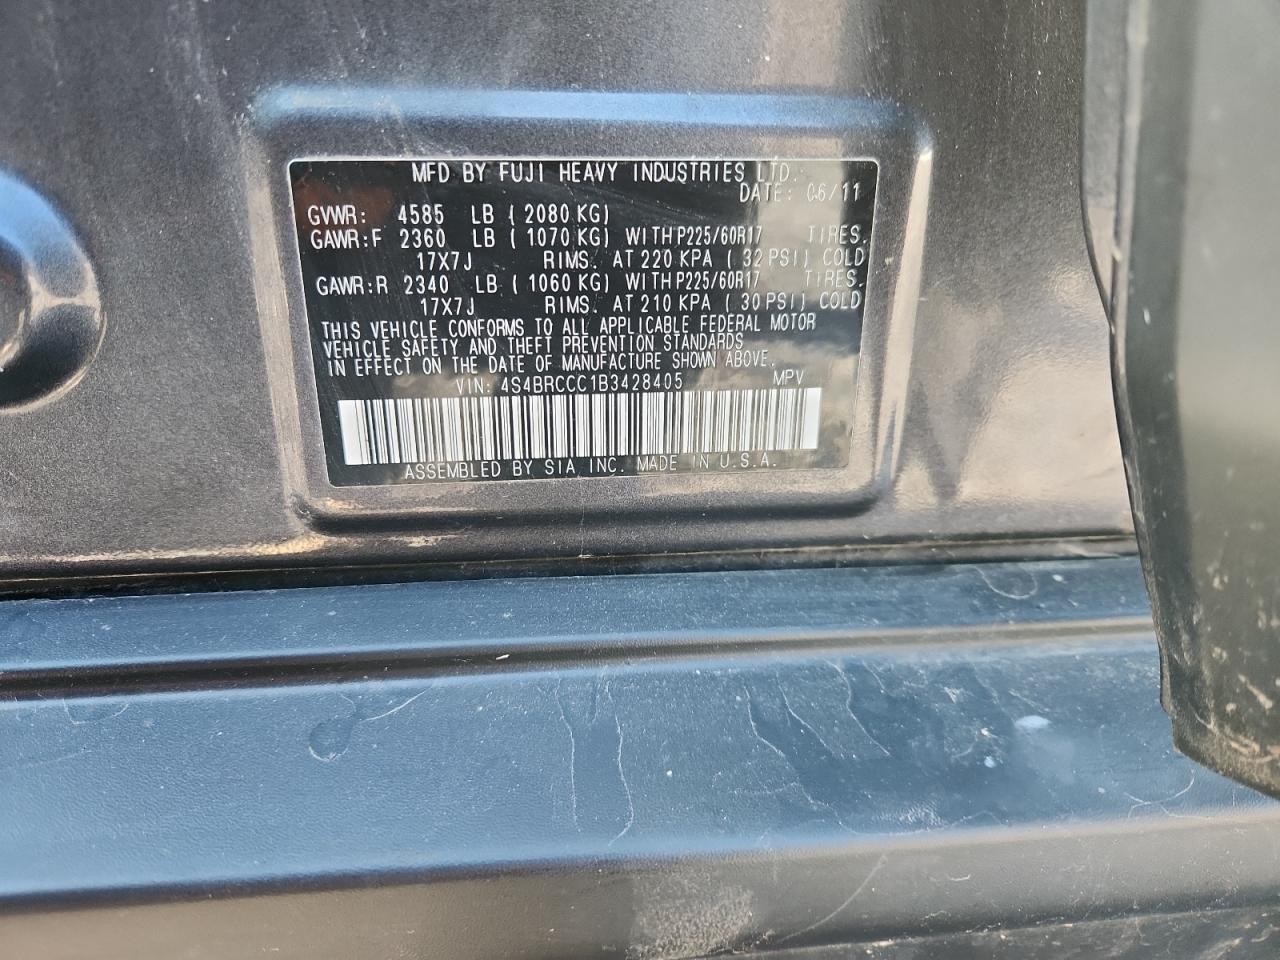 MFD BY FUJI HEAVY INDUSTRIES LTD.
DATE: 06/11
GVWR: 4585 LB ( 2080 KG)
GAWR:F 2360 LB ( 1070 KG) WITH P225/60R17 TIRES.
17X7J RIMS. AT 220 KPA ( 32 PSI) COLD
GAWR:R 2340 LB ( 1060 KG) WITH P225/60R17 TIRES.
17X7J RIMS. AT 210 KPA ( 30 PSI) COLD
THIS VEHICLE CONFORMS TO ALL APPLICABLE FEDERAL MOTOR
VEHICLE SAFETY AND THEFT PREVENTION STANDARDS
IN EFFECT ON THE DATE OF MANUFACTURE SHOWN ABOVE.
VIN: 4S4BRCCC1B3428405 MPV
ASSEMBLED BY SIA INC. MADE IN U.S.A.